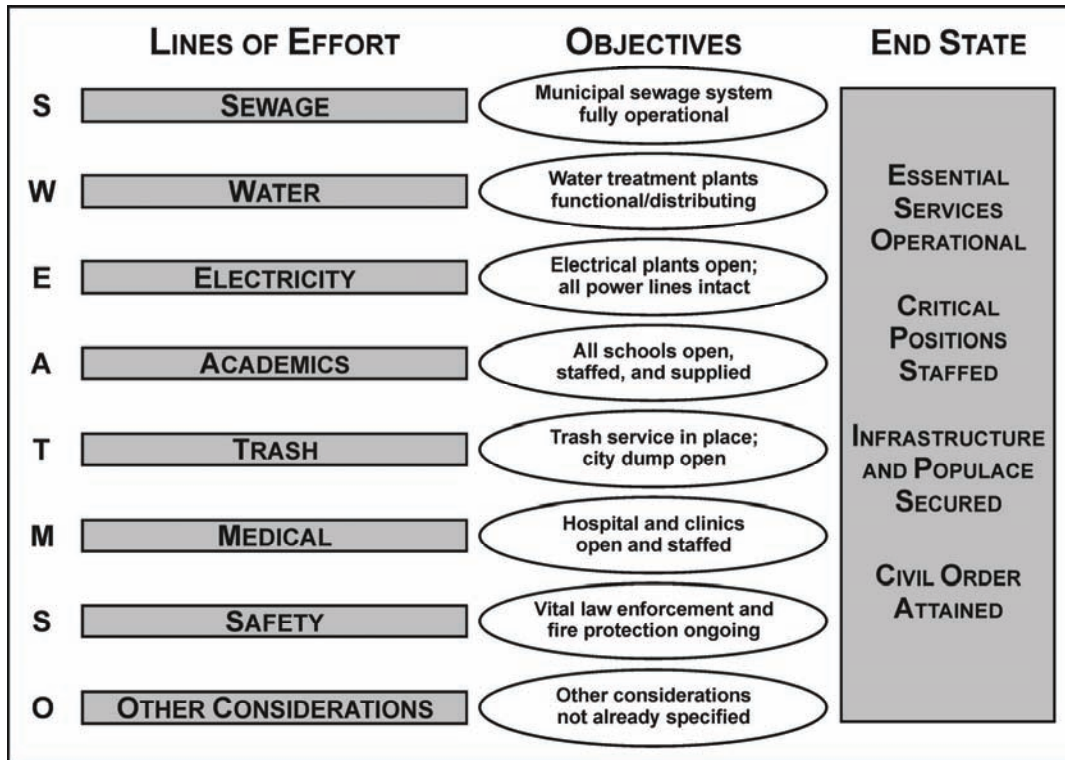 LINES OF EFFORT
OBJECTIVES
END STATE
S
SEWAGE
Municipal sewage system
fully operational
W
WATER
Water treatment plants
functional/distributing
E
ELECTRICITY
Electrical plants open;
all power lines intact
A
ACADEMICS
All schools open,
staffed, and supplied
T
TRASH
Trash service in place;
city dump open
M
MEDICAL
Hospital and clinics
open and staffed
S
SAFETY
Vital law enforcement and
fire protection ongoing
O
OTHER CONSIDERATIONS
Other considerations
not already specified
ESSENTIAL
SERVICES
OPERATIONAL
CRITICAL
POSITIONS
STAFFED
INFRASTRUCTURE
AND POPULACE
SECURED
CIVIL ORDER
ATTAINED